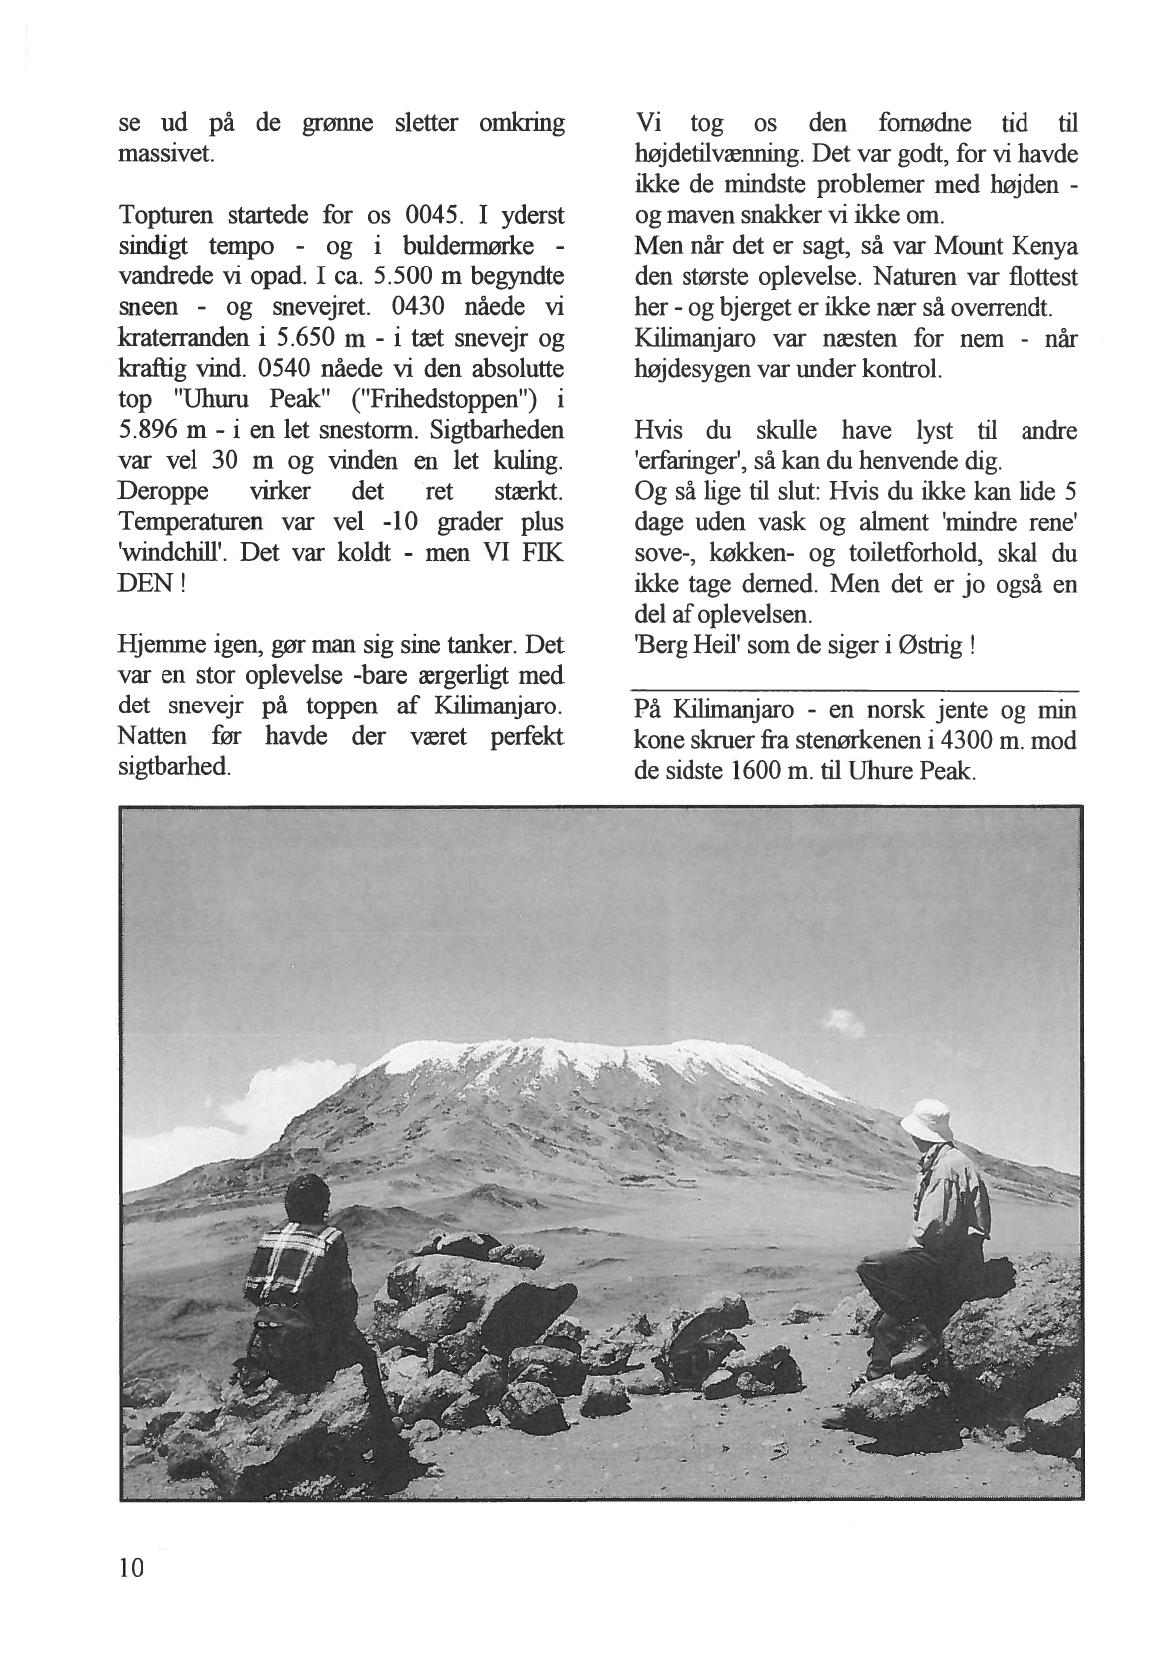 se ud på de grønne sletter omkring
massivet.
Topturen startede for os 0045. I yderst
sindigt tempo - og i buldermørke -
vandrede vi opad. I ca. 5.500 m begyndte
sneen - og snevejret. 0430 nåede vi
kraterranden i 5.650 m - i tæt snevejr og
kraftig vind. 0540 nåede vi den absolutte
top "Uhuru Peak" ("Frihedstoppen") i
5.896 m - i en let snestorm. Sigtbarheden
var vel 30 m og vinden en let kuling.
Deroppe virker det ret stærkt.
Temperaturen var vel -10 grader plus
'windchill'. Det var koldt - men VI FIK
DEN !
Hjemme igen, gør man sig sine tanker. Det
var en stor oplevelse -bare ærgerligt med
det snevejr på toppen af Kilimanjaro.
Natten før havde der været perfekt
sigtbarhed.
Vi tog os den fornødne tid til
højdetilvænning. Det var godt, for vi havde
ikke de mindste problemer med højden -
og maven snakker vi ikke om.
Men når det er sagt, så var Mount Kenya
den største oplevelse. Naturen var flottest
her - og bjerget er ikke nær så overrendt.
Kilimanjaro var næsten for nem - når
højdesygen var under kontrol.
Hvis du skulle have lyst til andre
'erfaringer', så kan du henvende dig.
Og så lige til slut: Hvis du ikke kan lide 5
dage uden vask og alment 'mindre rene'
sove-, køkken- og toiletforhold, skal du
ikke tage derned. Men det er jo også en
del af oplevelsen.
'Berg Heil' som de siger i Østrig !
På Kilimanjaro - en norsk jente og min
kone skruer fra stenørkenen i 4300 m. mod
de sidste 1600 m. til Uhure Peak.
10